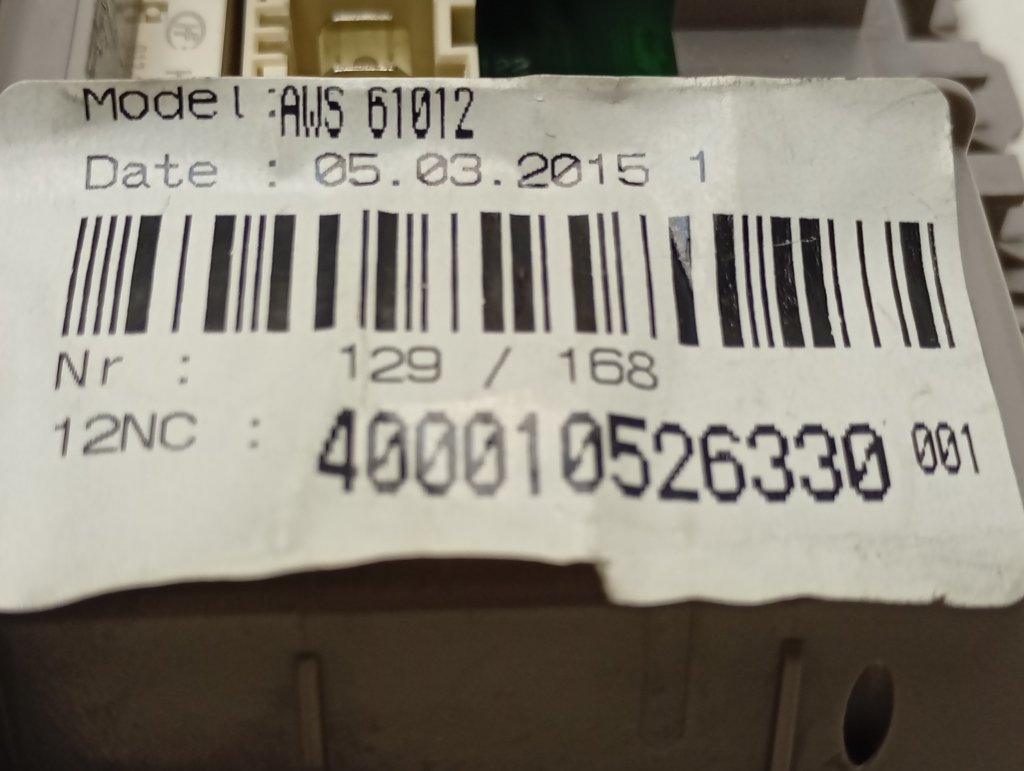 Model :AWS 61012
Date : 05.03.2015 1
Nr : 129 / 168
12NC : 400010526330 001